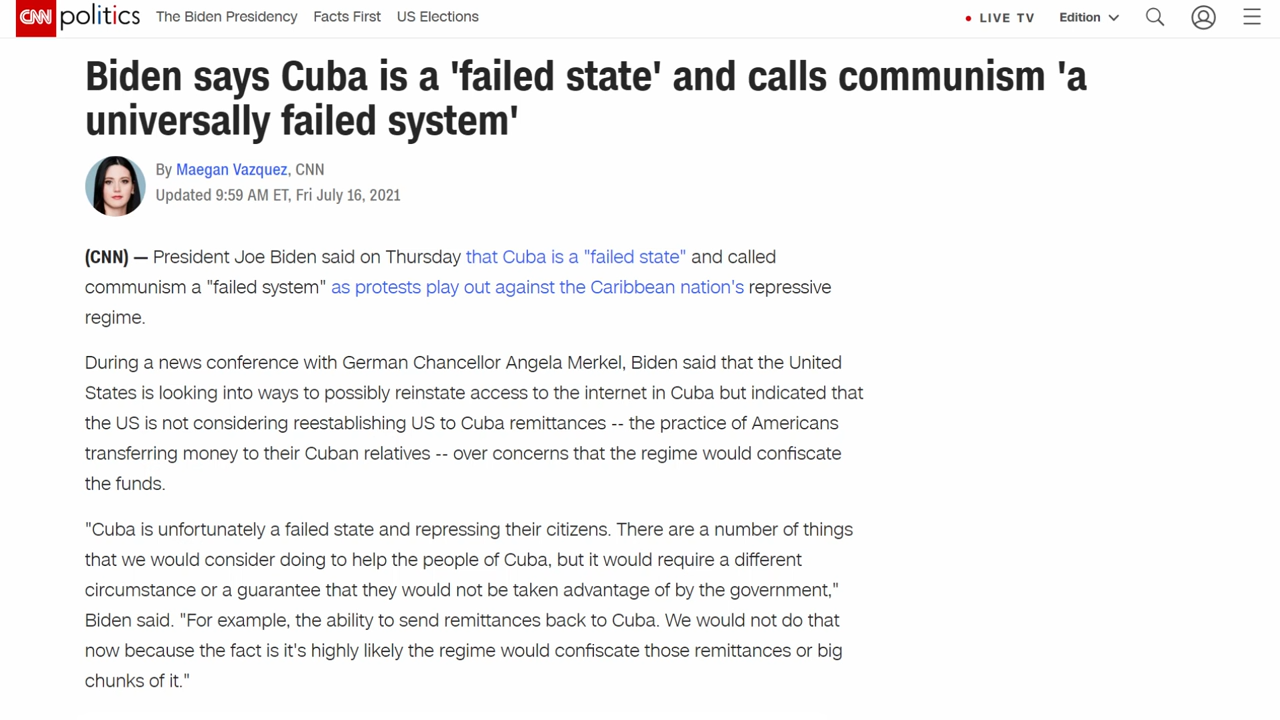 CNN politics The Biden Presidency Facts First US Elections LIVE TV Edition
Biden says Cuba is a 'failed state' and calls communism 'a
universally failed system'
By Maegan Vazquez, CNN
Updated 9:59 AM ET, Fri July 16, 2021
(CNN) — President Joe Biden said on Thursday that Cuba is a "failed state" and called
communism a "failed system" as protests play out against the Caribbean nation's repressive
regime.
During a news conference with German Chancellor Angela Merkel, Biden said that the United
States is looking into ways to possibly reinstate access to the internet in Cuba but indicated that
the US is not considering reestablishing US to Cuba remittances -- the practice of Americans
transferring money to their Cuban relatives -- over concerns that the regime would confiscate
the funds.
"Cuba is unfortunately a failed state and repressing their citizens. There are a number of things
that we would consider doing to help the people of Cuba, but it would require a different
circumstance or a guarantee that they would not be taken advantage of by the government,"
Biden said. "For example, the ability to send remittances back to Cuba. We would not do that
now because the fact is it's highly likely the regime would confiscate those remittances or big
chunks of it."